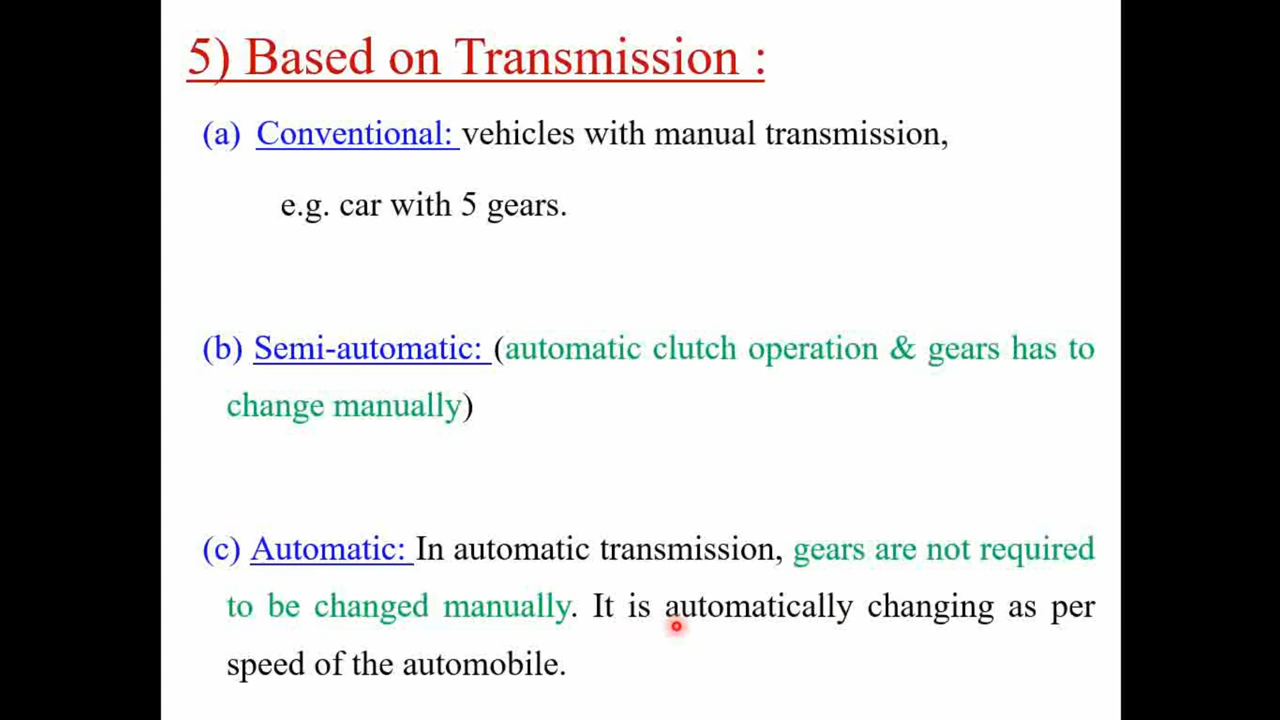 5) Based on Transmission :
(a) Conventional: vehicles with manual transmission,
e.g. car with 5 gears.
(b) Semi-automatic: (automatic clutch operation & gears has to
change manually)
(c) Automatic: In automatic transmission, gears are not required
to be changed manually. It is automatically changing as per
speed of the automobile.